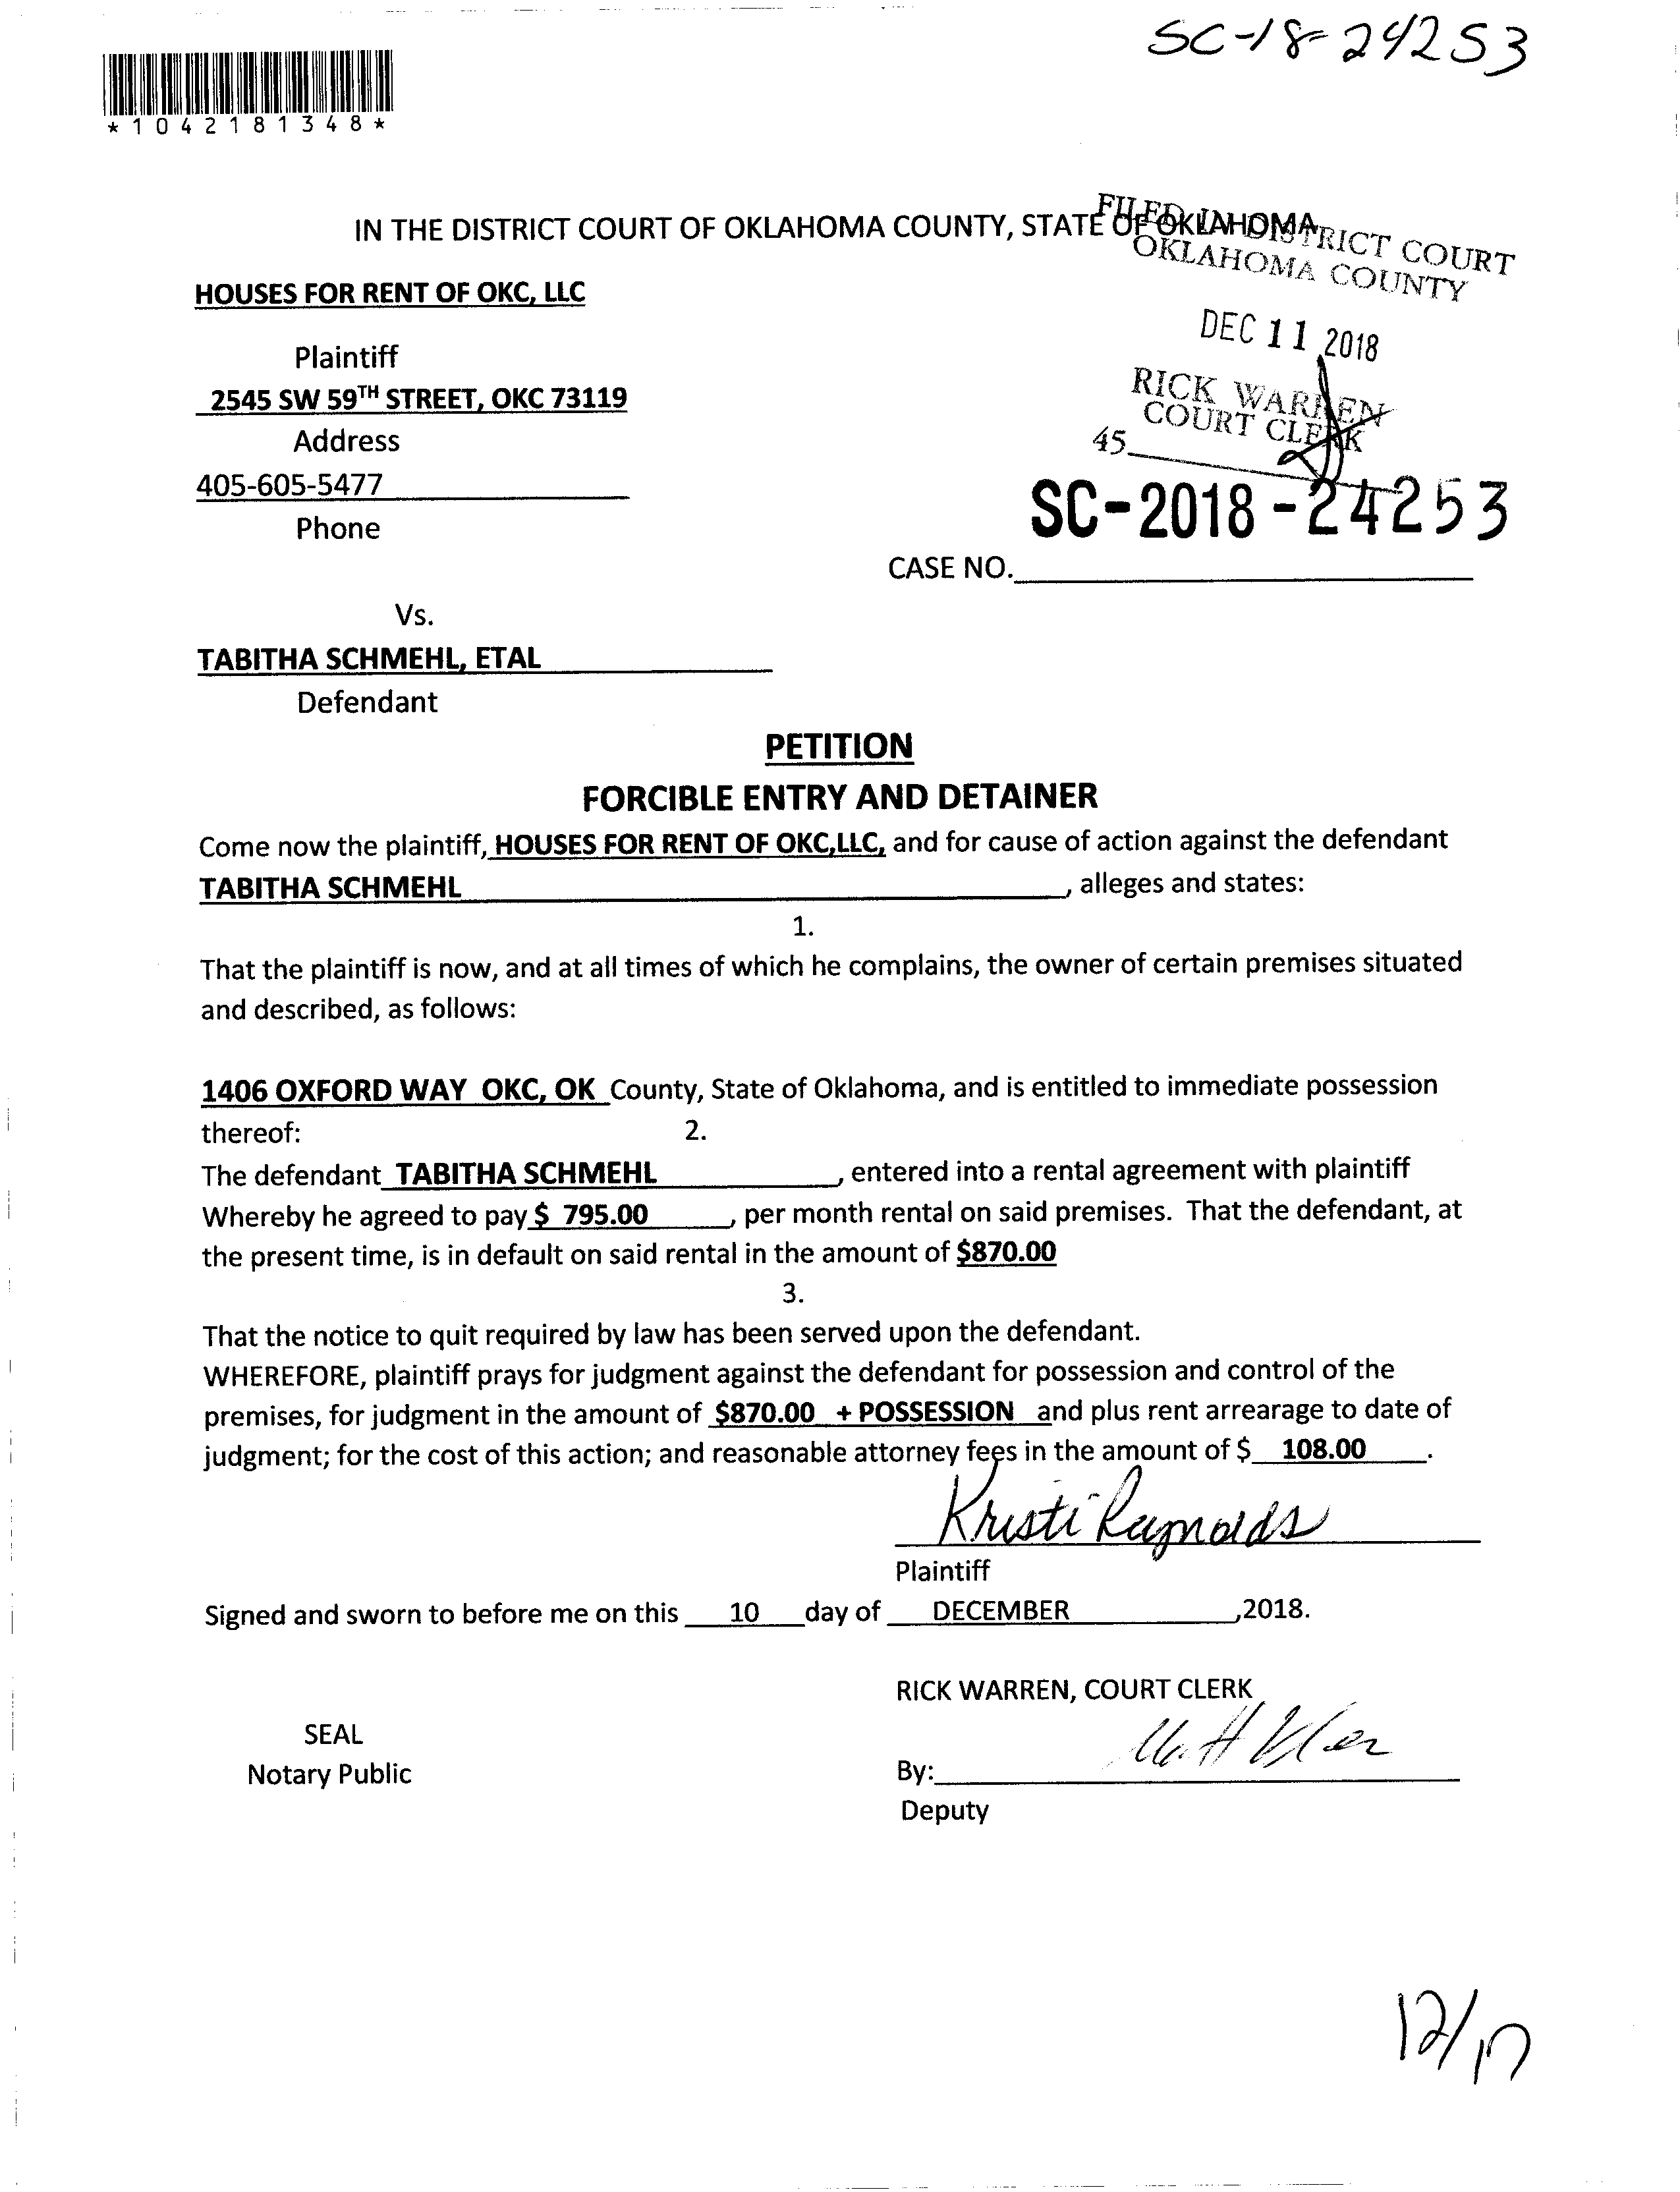 SC-18-24253
*1042181348*
IN THE DISTRICT COURT OF OKLAHOMA COUNTY, STATE OF OKLAHOMA
FILED IN DISTRICT COURT
OKLAHOMA COUNTY
HOUSES FOR RENT OF OKC, LLC
DEC 11 2018
Plaintiff
RICK WARREN
2545 SW 59TH STREET, OKC 73119
COURT CLERK
Address
45
405-605-5477
SC-2018-24253
Phone
CASE NO.
Vs.
TABITHA SCHMEHL, ETAL
Defendant
PETITION
FORCIBLE ENTRY AND DETAINER
Come now the plaintiff, HOUSES FOR RENT OF OKC,LLC, and for cause of action against the defendant
TABITHA SCHMEHL, alleges and states:
1.
That the plaintiff is now, and at all times of which he complains, the owner of certain premises situated
and described, as follows:
1406 OXFORD WAY OKC, OK County, State of Oklahoma, and is entitled to immediate possession
thereof: 2.
The defendant TABITHA SCHMEHL, entered into a rental agreement with plaintiff
Whereby he agreed to pay $ 795.00, per month rental on said premises. That the defendant, at
the present time, is in default on said rental in the amount of $870.00
3.
That the notice to quit required by law has been served upon the defendant.
WHEREFORE, plaintiff prays for judgment against the defendant for possession and control of the
premises, for judgment in the amount of $870.00 + POSSESSION and plus rent arrearage to date of
judgment; for the cost of this action; and reasonable attorney fees in the amount of $ 108.00.
Kristi Reynolds
Plaintiff
Signed and sworn to before me on this 10 day of DECEMBER ,2018.
RICK WARREN, COURT CLERK
SEAL
Notary Public
By:
Deputy
12/17